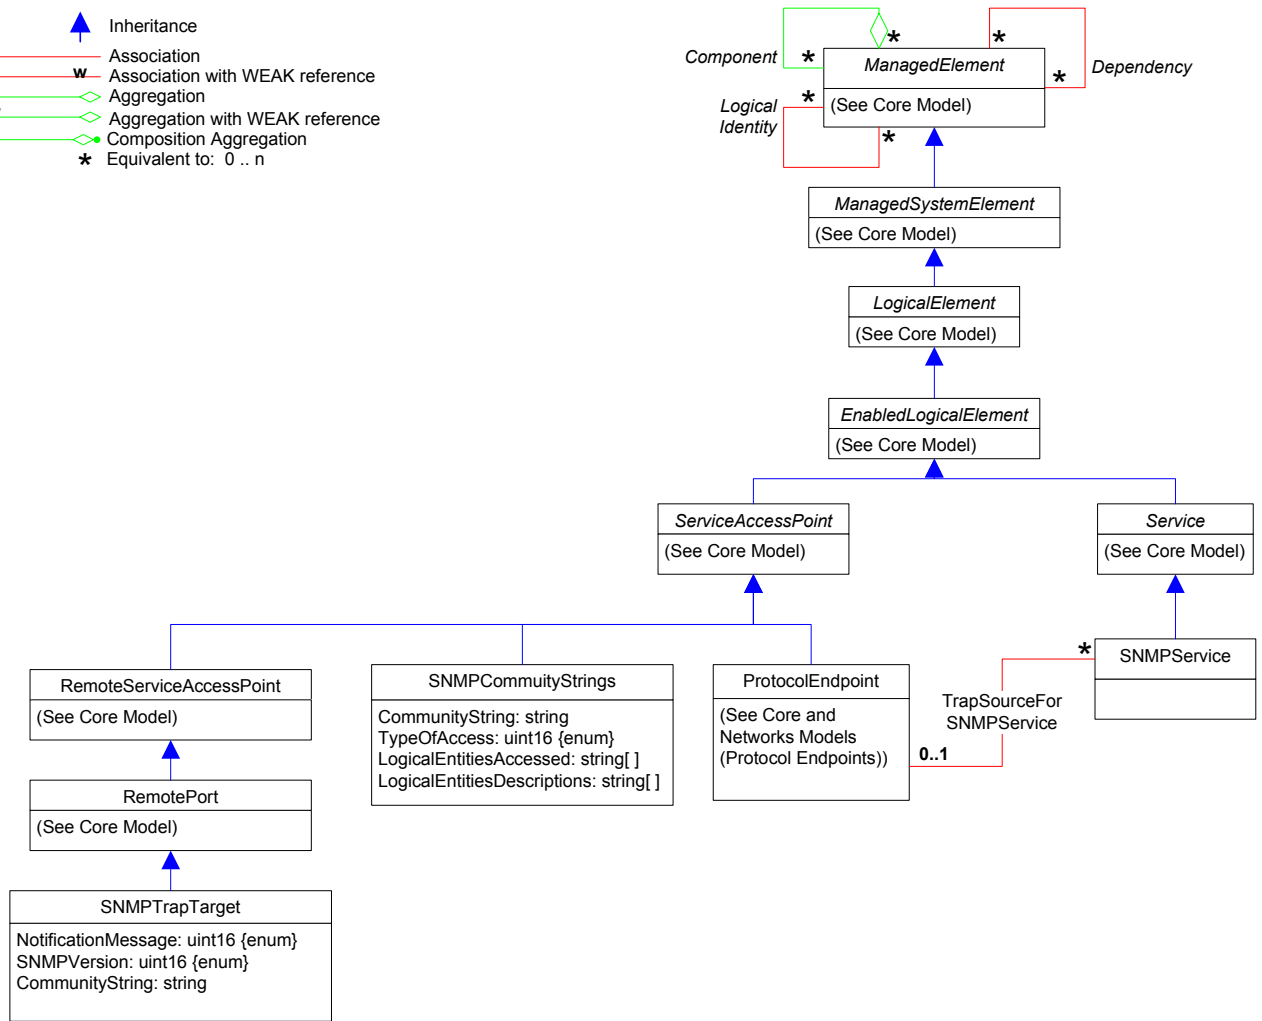 Inheritance
Association
w
Association with WEAK reference
Aggregation
Aggregation with WEAK reference
Composition Aggregation
* Equivalent to: 0 .. n
Component
*
*
*
*
ManagedElement
(See Core Model)
Dependency
Logical
Identity
*
*
ManagedSystemElement
(See Core Model)
LogicalElement
(See Core Model)
EnabledLogicalElement
(See Core Model)
ServiceAccessPoint
(See Core Model)
Service
(See Core Model)
RemoteServiceAccessPoint
(See Core Model)
SNMPCommuityStrings
CommunityString: string
TypeOfAccess: uint16 {enum}
LogicalEntitiesAccessed: string[ ]
LogicalEntitiesDescriptions: string[ ]
ProtocolEndpoint
(See Core and
Networks Models
(Protocol Endpoints))
0..1
TrapSourceFor
SNMPService
*
SNMPService
RemotePort
(See Core Model)
SNMPTrapTarget
NotificationMessage: uint16 {enum}
SNMPVersion: uint16 {enum}
CommunityString: string